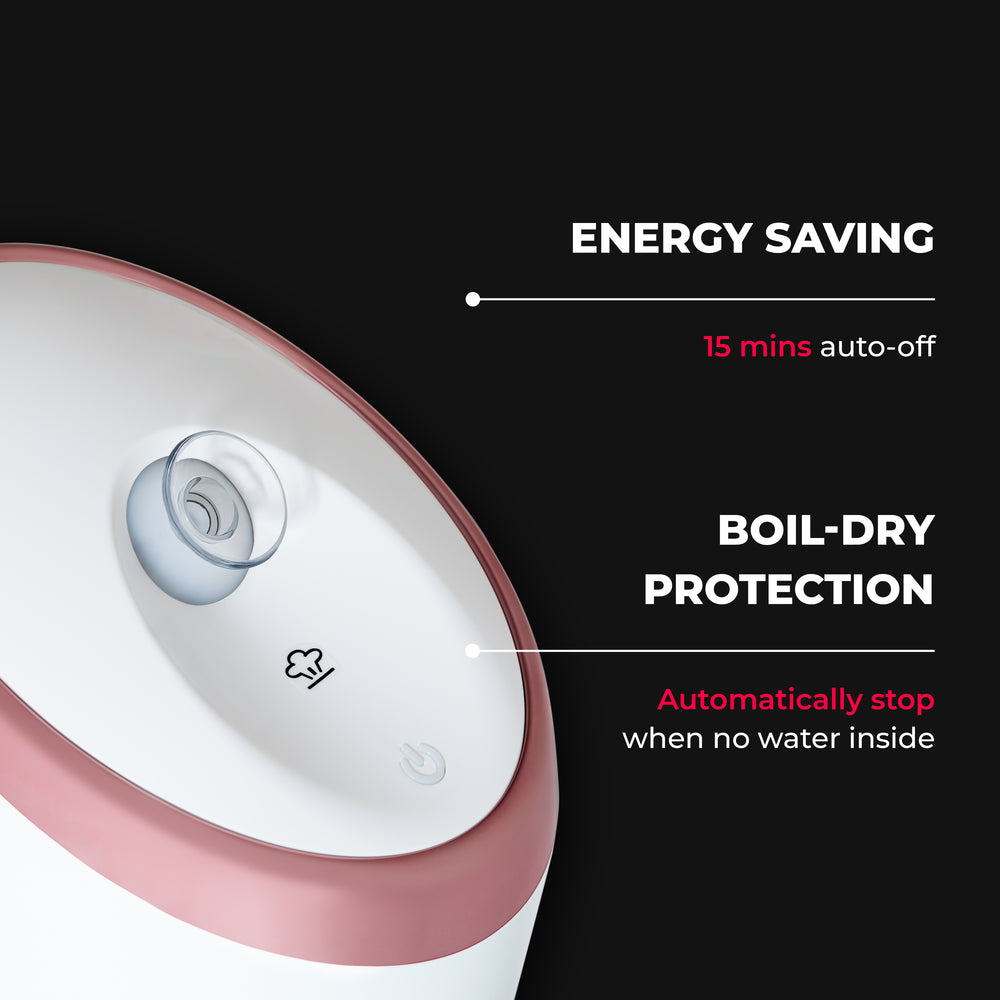 ENERGY SAVING
15 mins auto-off
BOIL-DRY
PROTECTION
Automatically stop
when no water inside